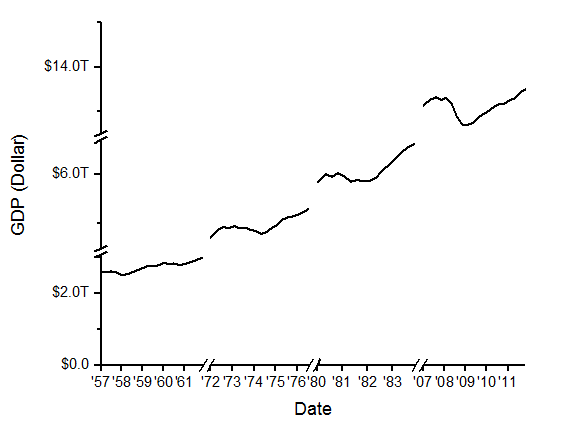 $14.0T
$6.0T
$2.0T
$0.0
GDP (Dollar)
'57 '58 '59 '60 '61 '72 '73 '74 '75 '76 '80 '81 '82 '83 '07 '08 '09 '10 '11
Date